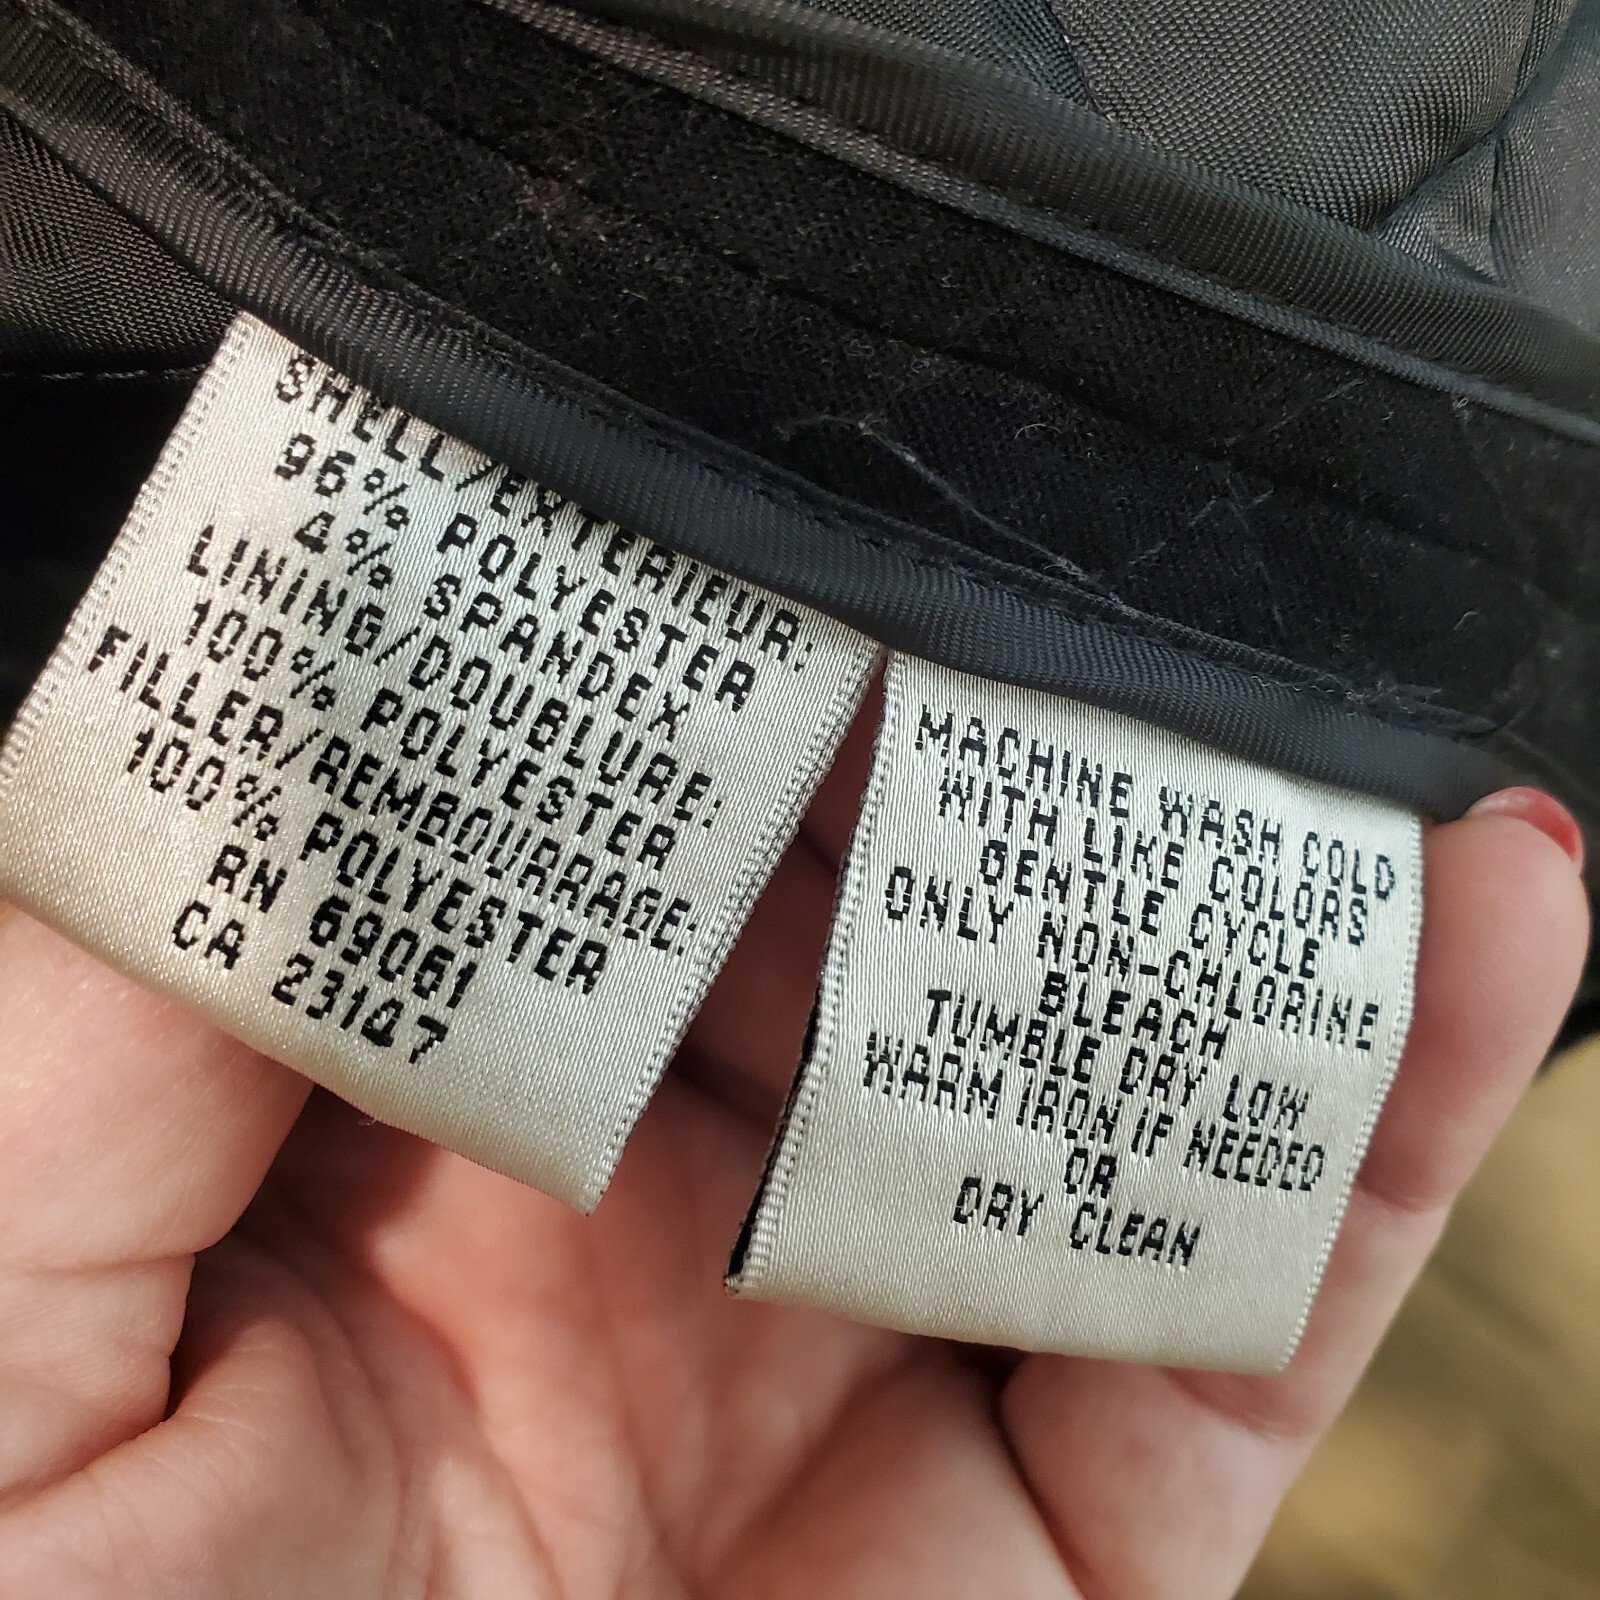 SHELL/EXTERIEUR:
96% POLYESTER
4% SPANDEX
LINING/DOUBLURE:
100% POLYESTER
FILLER/REMBOURRAGE:
100% POLYESTER
RN 69061
CA 23147
MACHINE WASH COLD
WITH LIKE COLORS
GENTLE CYCLE
ONLY NON-CHLORINE
BLEACH
TUMBLE DRY LOW
WARM IRON IF NEEDED
OR
DRY CLEAN